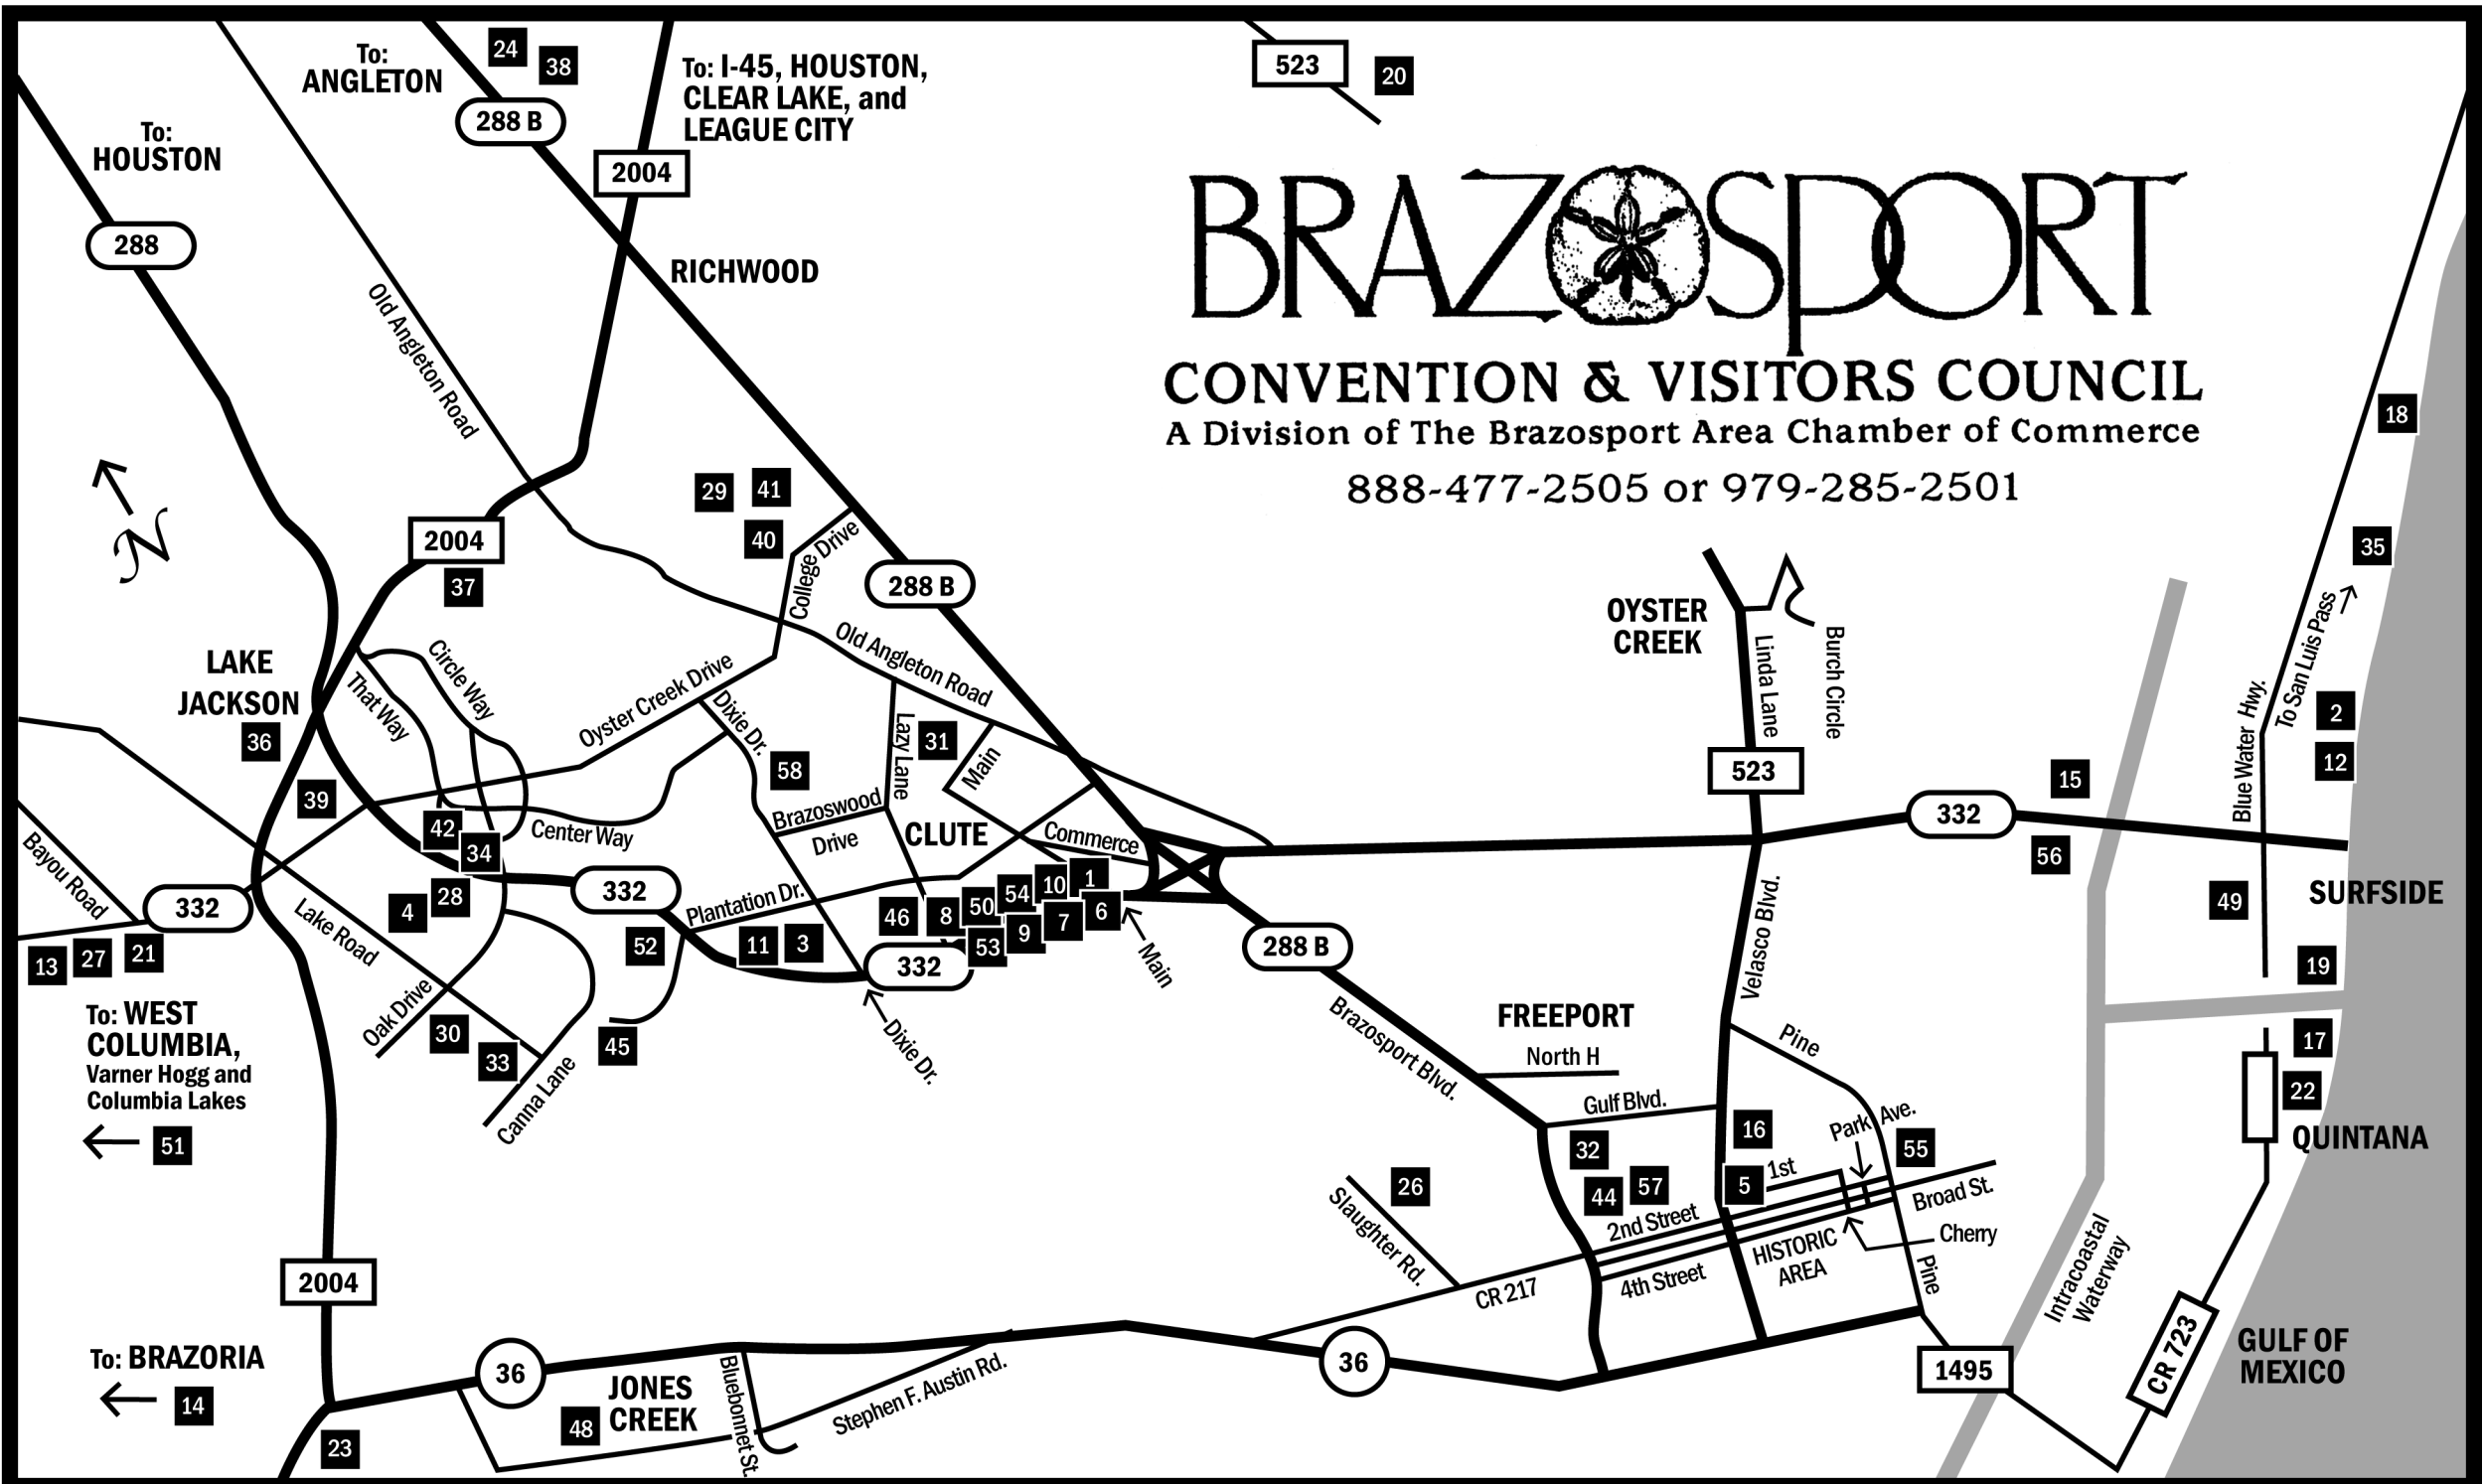 To:
ANGLETON
24
38
288 B
To: I-45, HOUSTON,
CLEAR LAKE, and
LEAGUE CITY
2004
523
20
To:
HOUSTON
288
RICHWOOD
BRAZOSPORT
CONVENTION & VISITORS COUNCIL
A Division of The Brazosport Area Chamber of Commerce
888-477-2505 or 979-285-2501
Old Angleton Road
N
2004
37
29
41
40
College Drive
288 B
18
35
To San Luis Pass
2
12
Blue Water Hwy.
OYSTER
CREEK
Linda Lane
Burch Circle
523
LAKE
JACKSON
36
39
That Way
Circle Way
Oyster Creek Drive
Dixie Dr.
Old Angleton Road
Lazy Lane
31
Main
58
Brazoswood
Drive
CLUTE
Commerce
42
34
Center Way
332
Plantation Dr.
4
28
52
11
3
46
8
50
54
10
1
53
9
7
6
332
Main
Dixie Dr.
15
332
56
49
SURFSIDE
19
17
22
QUINTANA
Bayou Road
332
13
27
21
Lake Road
Oak Drive
30
33
45
Canna Lane
To: WEST
COLUMBIA,
Varner Hogg and
Columbia Lakes
51
288 B
Brazosport Blvd.
Velasco Blvd.
FREEPORT
North H
Gulf Blvd.
Pine
32
16
Park Ave.
55
44
57
5
1st
2nd Street
Broad St.
26
Slaughter Rd.
CR 217
4th Street
HISTORIC
AREA
Cherry
Pine
Intracoastal
Waterway
2004
To: BRAZORIA
14
23
36
JONES
CREEK
48
Bluebonnet St.
Stephen F. Austin Rd.
36
1495
CR 723
GULF OF
MEXICO